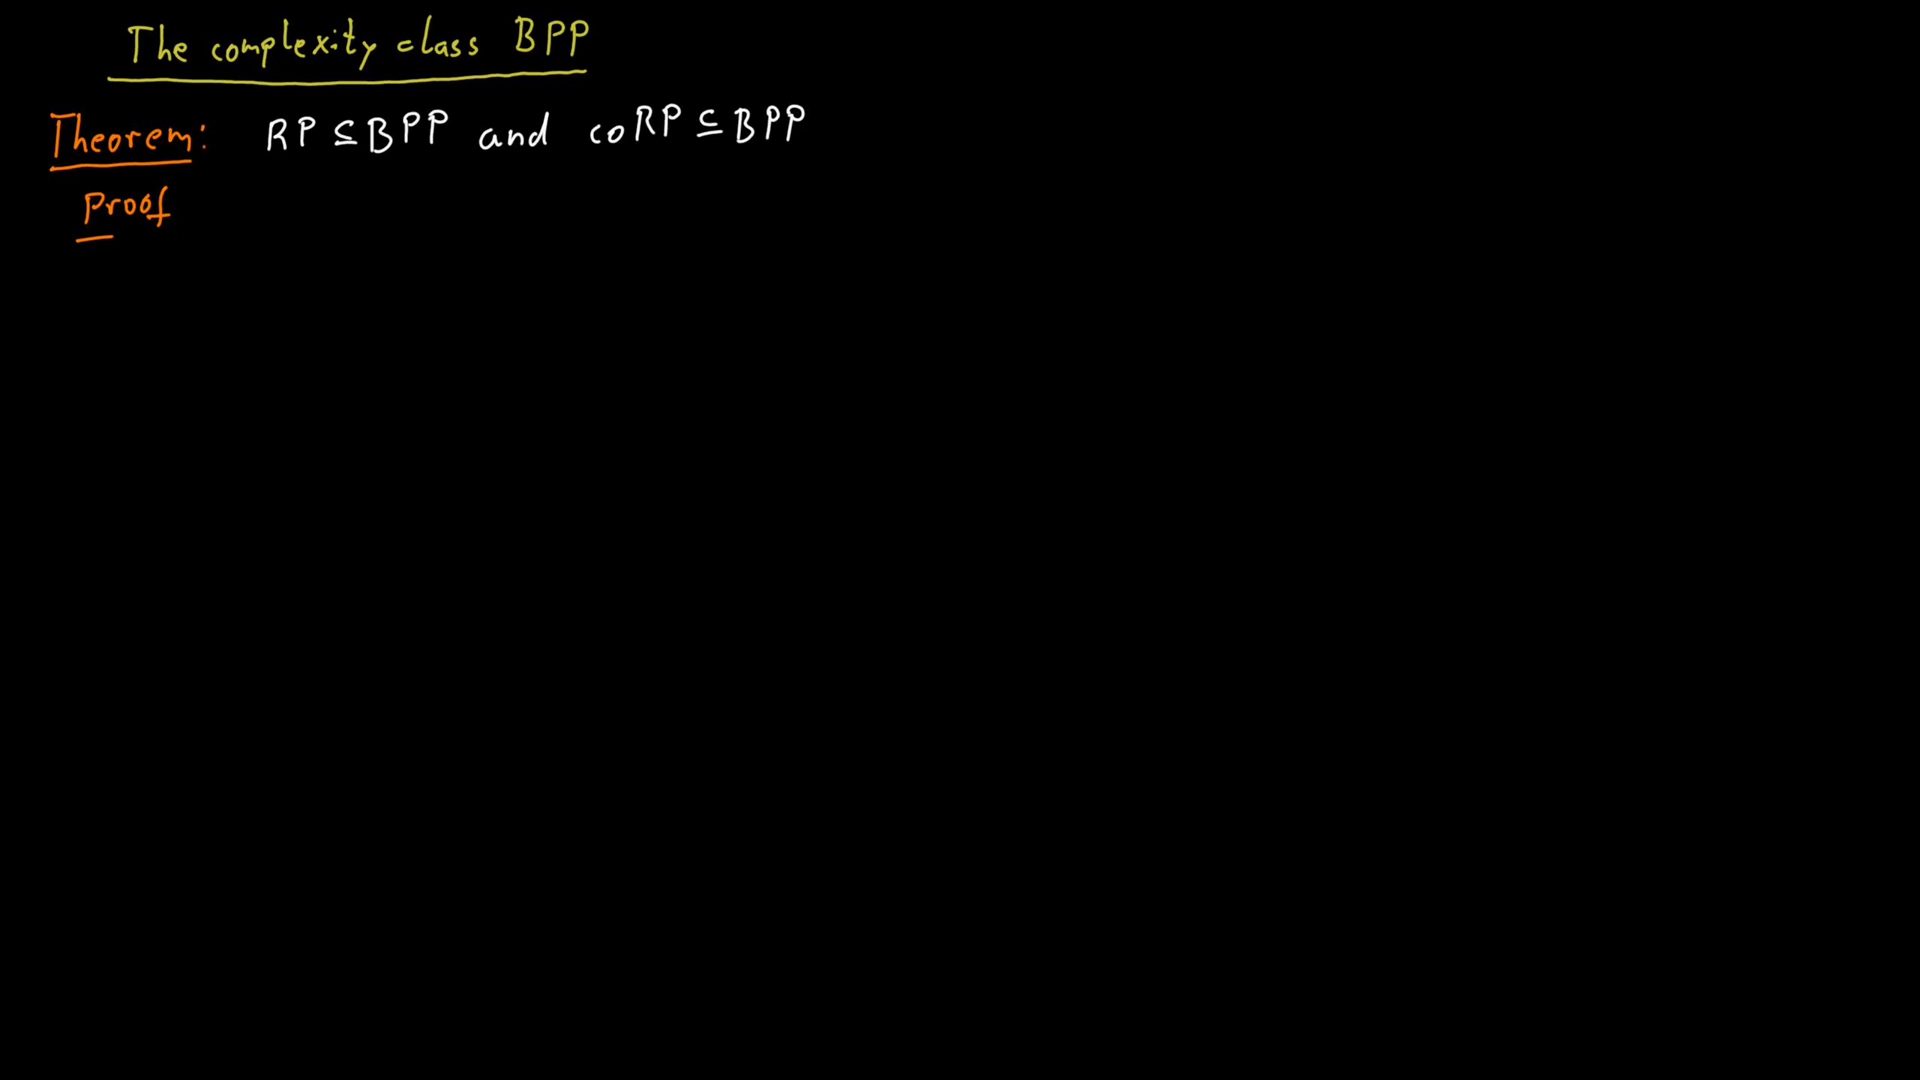 The complexity class BPP
Theorem: RP ⊆ BPP and coRP ⊆ BPP
Proof